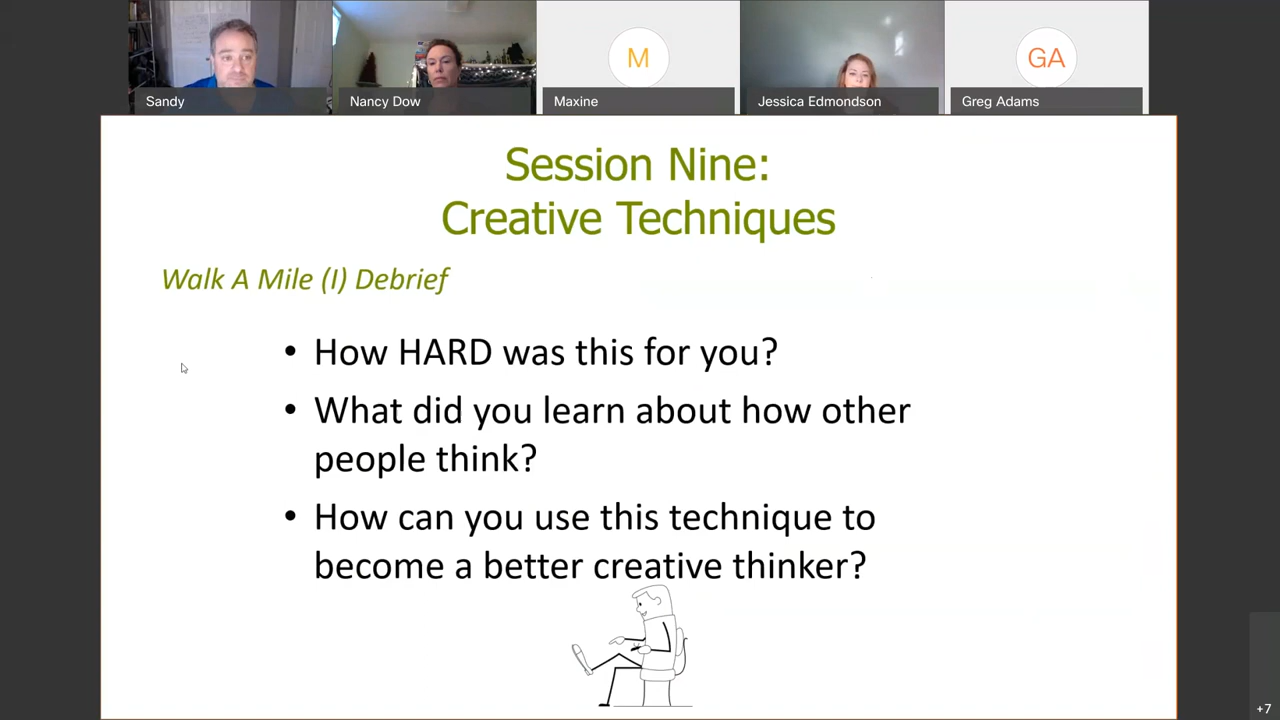 M
GA
Sandy
Nancy Dow
Maxine
Jessica Edmondson
Greg Adams
Session Nine:
Creative Techniques
Walk A Mile (I) Debrief
• How HARD was this for you?
• What did you learn about how other
people think?
• How can you use this technique to
become a better creative thinker?
+7